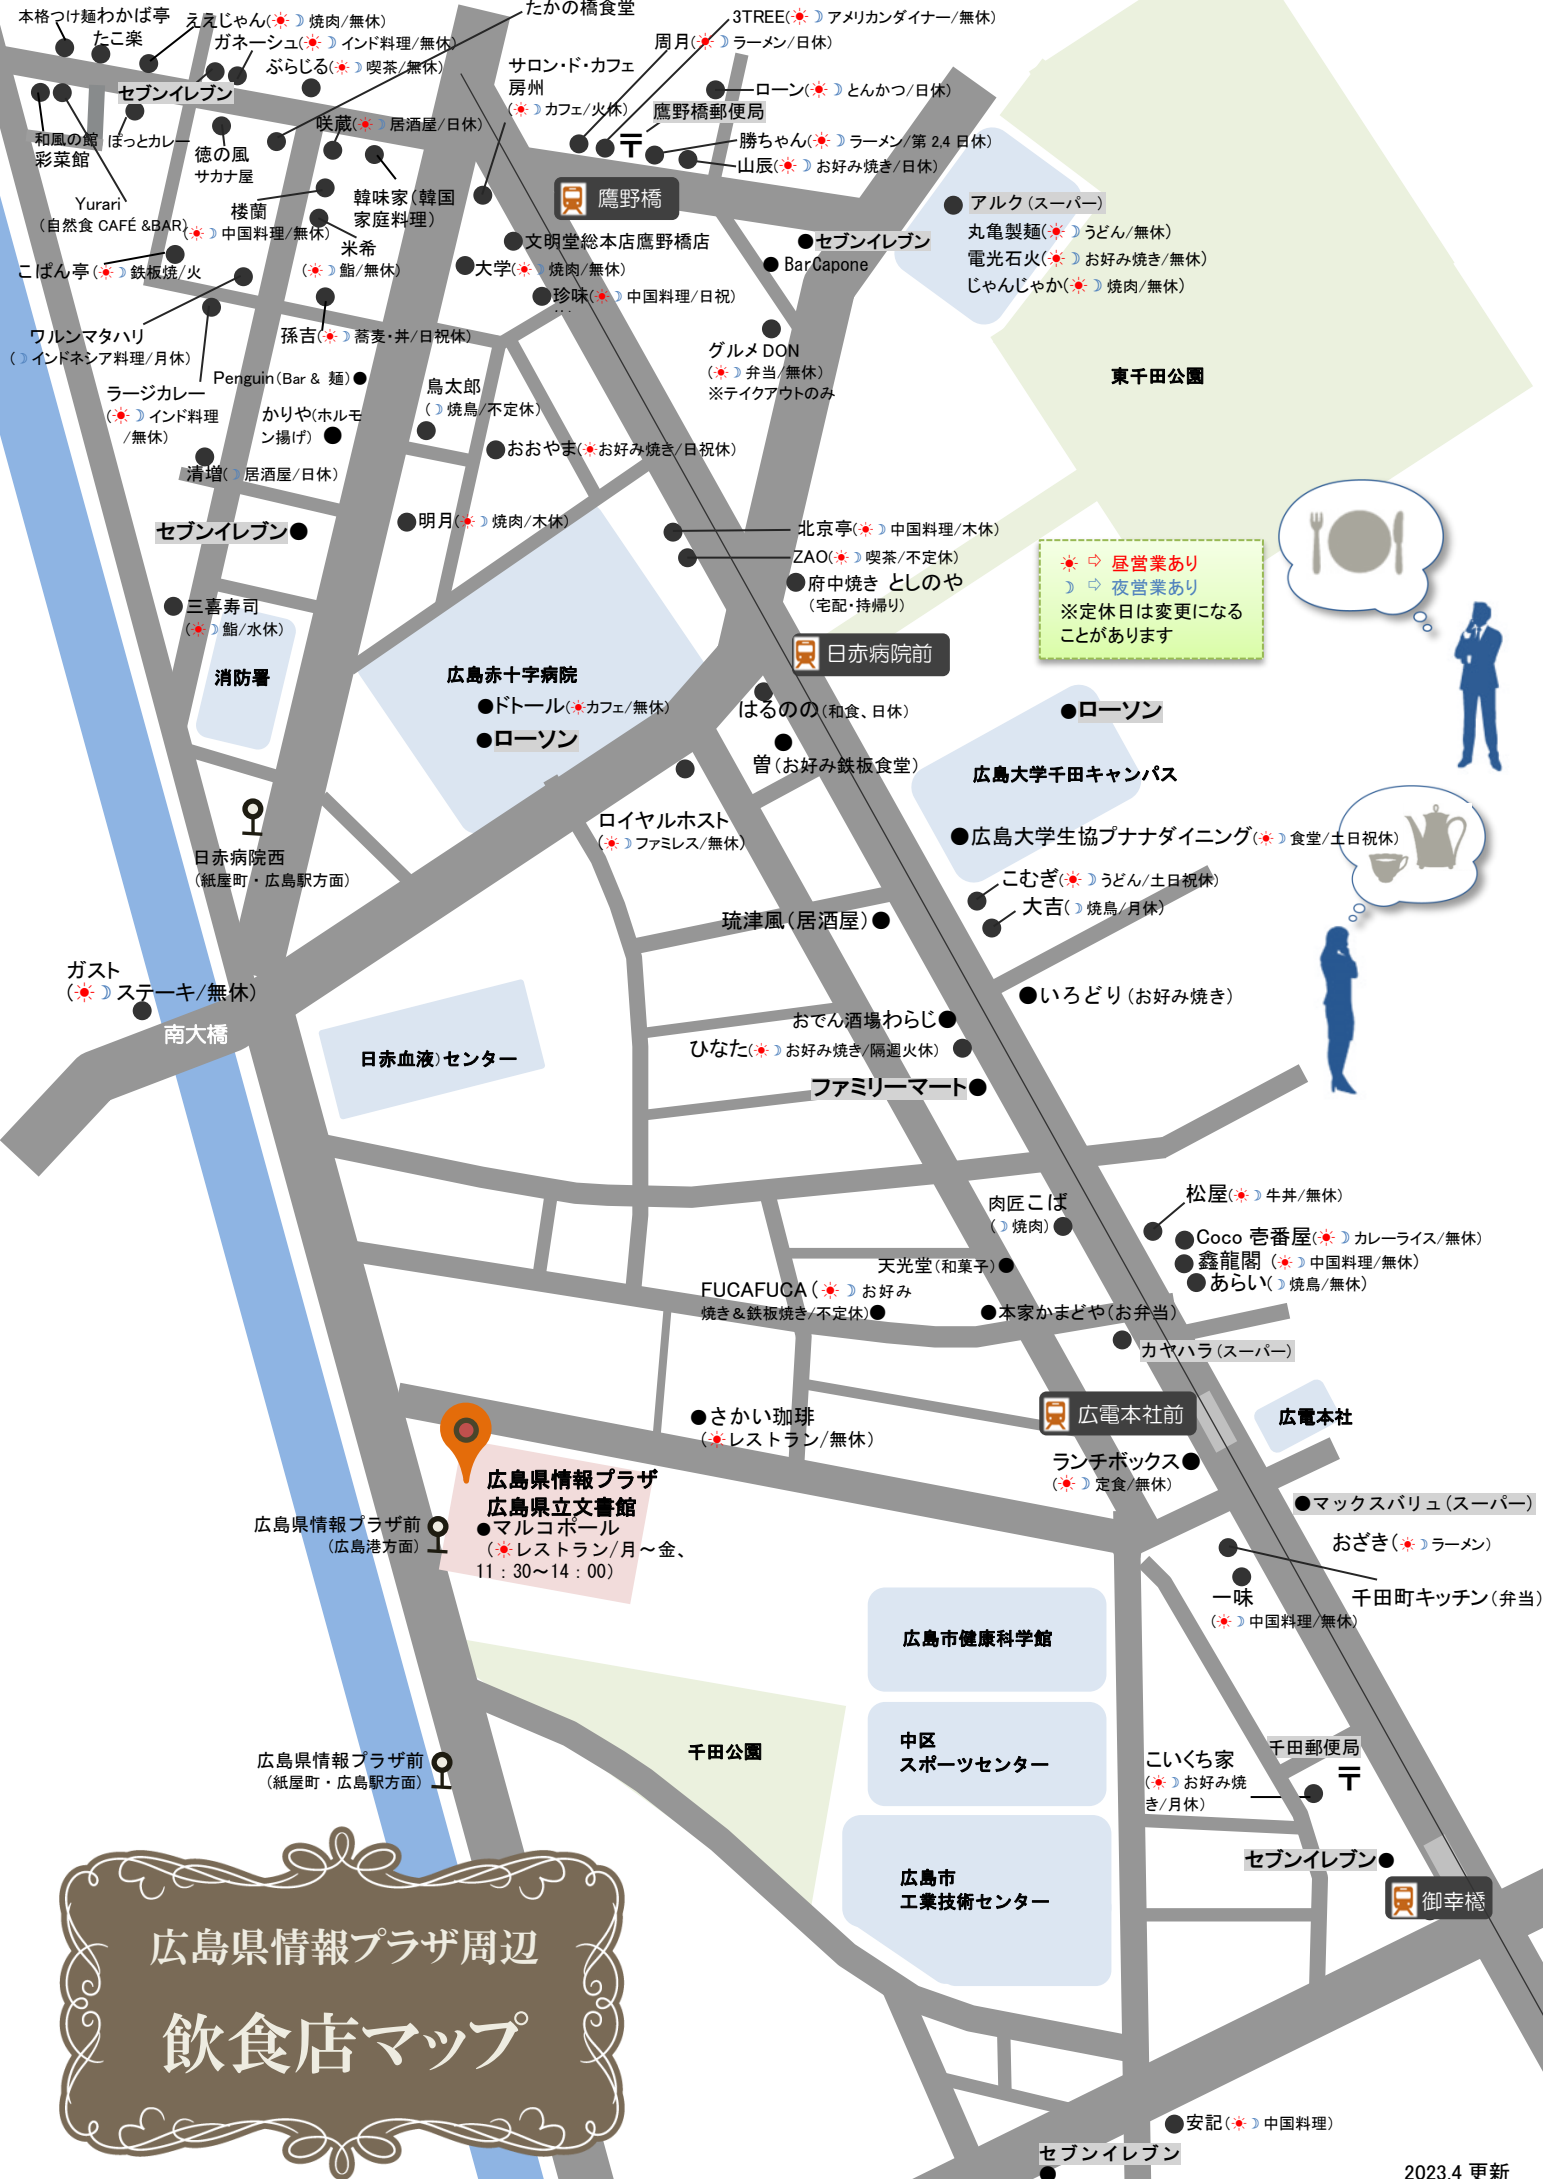 本格つけ麺わかば亭
たこ楽
ええじゃん(☀☽焼肉/無休)
ガネーシュ(☀☽インド料理/無休)
ぶらじる(☀☽喫茶/無休)
セブンイレブン
和風の館
彩菜館
ほっとカレー
徳の風
サカナ屋
咲蔵(☀☽居酒屋/日休)
たかの橋食堂
サロン・ド・カフェ
房州
(☀☽カフェ/火休)
3TREE(☀☽アメリカンダイナー/無休)
周月(☀☽ラーメン/日休)
ローン(☀☽とんかつ/日休)
鷹野橋郵便局
〒
勝ちゃん(☀☽ラーメン/第2,4日休)
山辰(☀☽お好み焼き/日休)
鷹野橋
Yurari
(自然食 CAFÉ &BAR)
楼蘭
(☀☽中国料理/無休)
韓味家(韓国
家庭料理)
米希
(☀☽鮨/無休)
こぱん亭(☀☽鉄板焼/火
文明堂総本店鷹野橋店
大学(☀☽焼肉/無休)
珍味(☀☽中国料理/日祝)
セブンイレブン
BarCapone
アルク(スーパー)
丸亀製麺(☀☽うどん/無休)
電光石火(☀☽お好み焼き/無休)
じゃんじゃか(☀☽焼肉/無休)
ワルンマタハリ
(☽インドネシア料理/月休)
孫吉(☀☽蕎麦・丼/日祝休)
グルメDON
(☀☽弁当/無休)
※テイクアウトのみ
東千田公園
ラージカレー
(☀☽インド料理
/無休)
Penguin(Bar & 麺)
かりや(ホルモ
ン揚げ)
鳥太郎
(☽焼鳥/不定休)
おおやま(☀お好み焼き/日祝休)
清増(☽居酒屋/日休)
セブンイレブン
明月(☀☽焼肉/木休)
北京亭(☀☽中国料理/木休)
ZAO(☀☽喫茶/不定休)
府中焼き としのや
(宅配・持帰り)
☀⇨昼営業あり
☽⇨夜営業あり
※定休日は変更になる
ことがあります
三喜寿司
(☀☽鮨/水休)
消防署
日赤病院前
広島赤十字病院
ドトール(☀カフェ/無休)
ローソン
はるのの(和食、日休)
曽(お好み鉄板食堂)
ローソン
広島大学千田キャンパス
ロイヤルホスト
(☀☽ファミレス/無休)
広島大学生協プナナダイニング(☀☽食堂/土日祝休)
日赤病院西
(紙屋町・広島駅方面)
こむぎ(☀☽うどん/土日祝休)
大吉(☽焼鳥/月休)
琉津風(居酒屋)
ガスト
(☀☽ステーキ/無休)
南大橋
いろどり(お好み焼き)
おでん酒場わらじ
ひなた(☀☽お好み焼き/隔週火休)
日赤血液)センター
ファミリーマート
肉匠こば
(☽焼肉)
松屋(☀☽牛丼/無休)
Coco 壱番屋(☀☽カレーライス/無休)
鑫龍閣 (☀☽中国料理/無休)
あらい(☽焼鳥/無休)
天光堂(和菓子)
FUCAFUCA(☀☽お好み
焼き&鉄板焼き/不定休)
本家かまどや(お弁当)
カヤハラ(スーパー)
さかい珈琲
(☀レストラン/無休)
広電本社前
広電本社
ランチボックス
(☀☽定食/無休)
広島県情報プラザ
広島県立文書館
マルコポール
(☀レストラン/月～金、
11:30～14:00)
広島県情報プラザ前
(広島港方面)
マックスバリュ(スーパー)
おざき(☀☽ラーメン)
一味
(☀☽中国料理/無休)
千田町キッチン(弁当)
広島市健康科学館
中区
スポーツセンター
千田公園
広島県情報プラザ前
(紙屋町・広島駅方面)
千田郵便局
〒
こいくち家
(☀☽お好み焼
き/月休)
セブンイレブン
御幸橋
広島市
工業技術センター
広島県情報プラザ周辺
飲食店マップ
安記(☀☽中国料理)
セブンイレブン
2023.4 更新